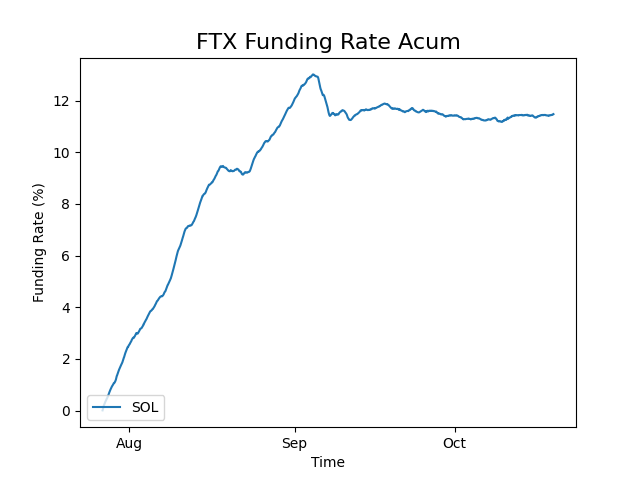 FTX Funding Rate Acum
Funding Rate (%)
12
10
8
6
4
2
0
SOL
Aug
Sep
Oct
Time